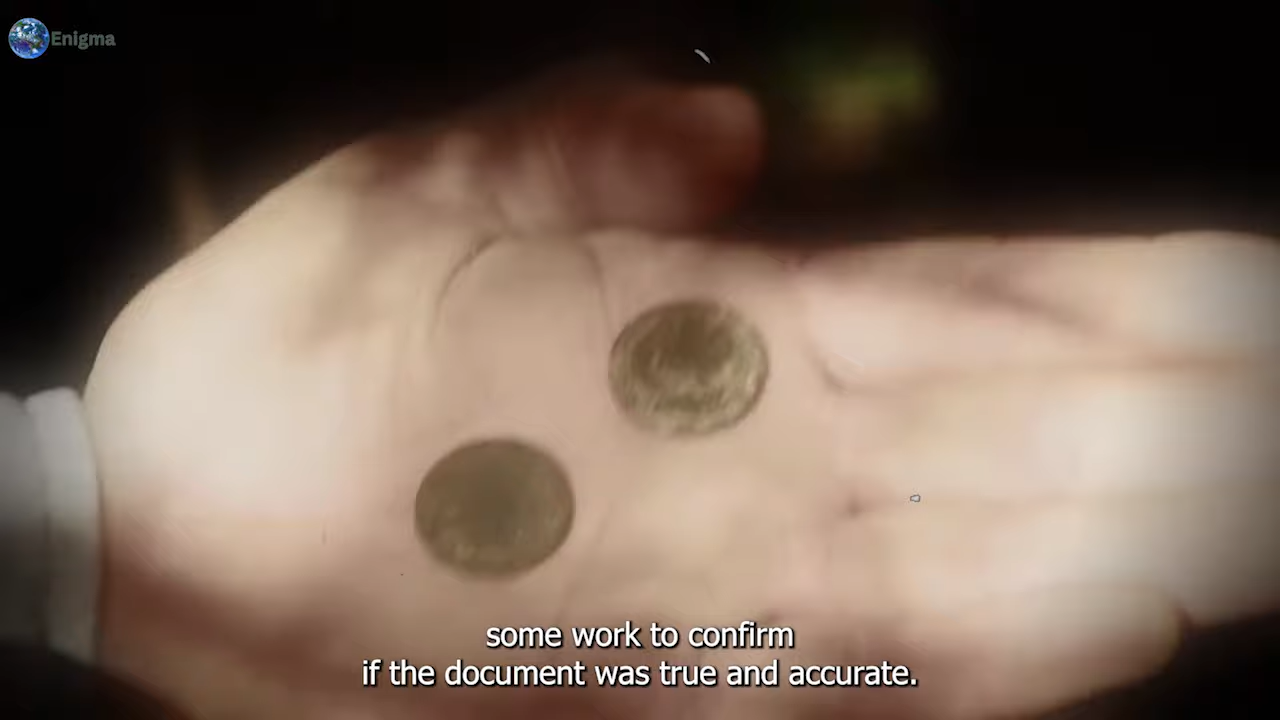 Enigma
some work to confirm
if the document was true and accurate.